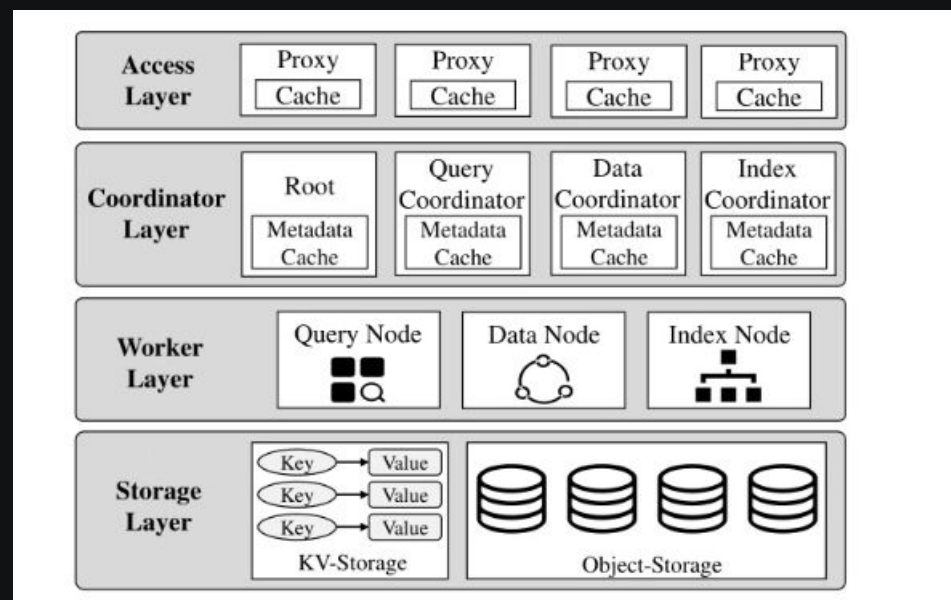 Access
Layer
Proxy
Cache
Proxy
Cache
Proxy
Cache
Proxy
Cache
Coordinator
Layer
Root
Metadata
Cache
Query
Coordinator
Metadata
Cache
Data
Coordinator
Metadata
Cache
Index
Coordinator
Metadata
Cache
Worker
Layer
Query Node
Data Node
Index Node
Storage
Layer
Key
Value
Key
Value
Key
Value
KV-Storage
Object-Storage